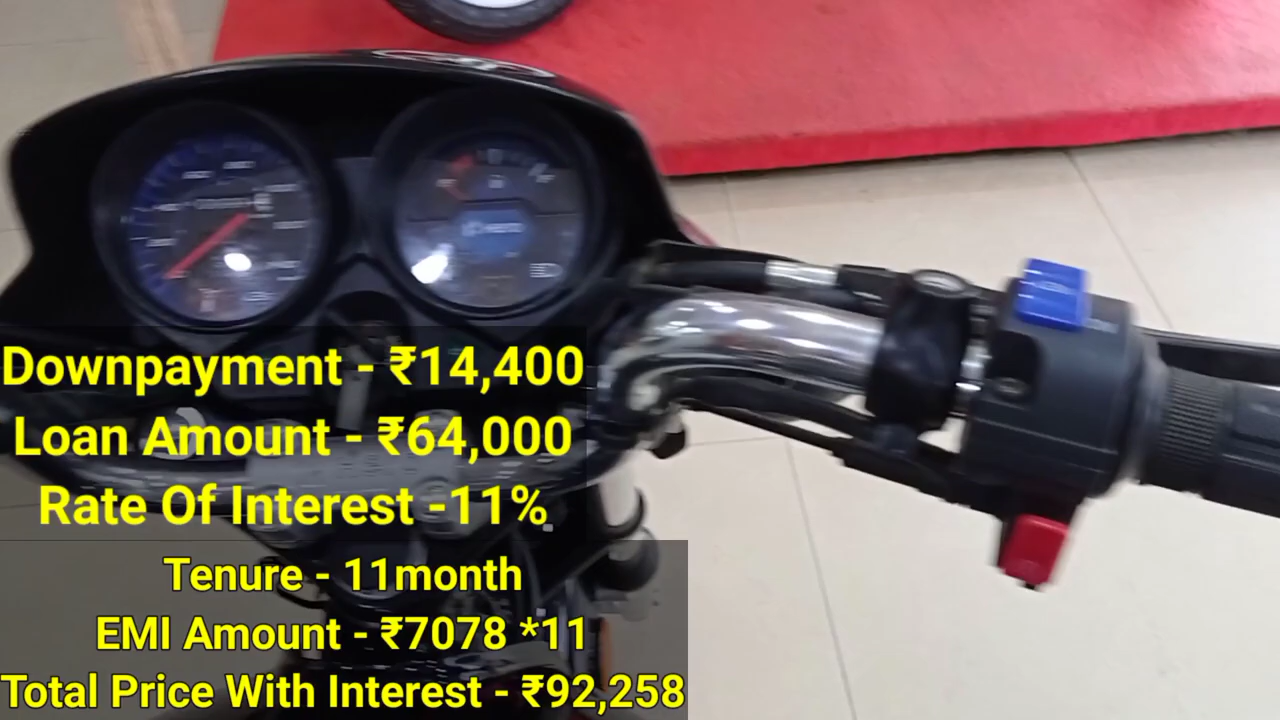 Downpayment - ₹14,400
Loan Amount - ₹64,000
Rate Of Interest -11%
Tenure - 11month
EMI Amount - ₹7078 *11
Total Price With Interest - ₹92,258